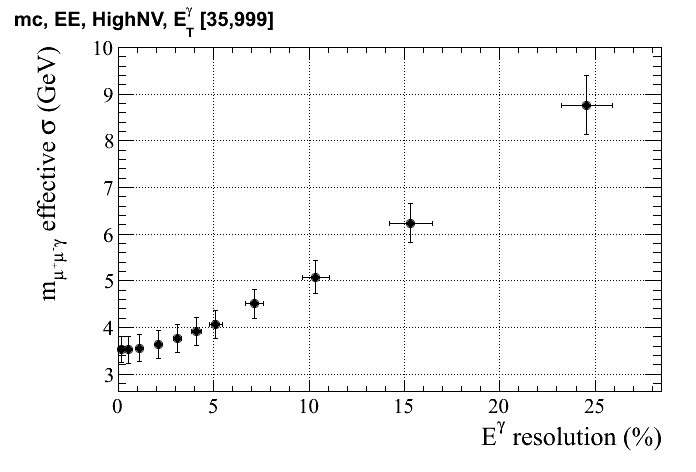 mc, EE, HighNV, E_T^γ [35,999]
m_{μ⁺μ⁻γ} effective σ (GeV)
10
9
8
7
6
5
4
3
0 5 10 15 20 25
E^γ resolution (%)